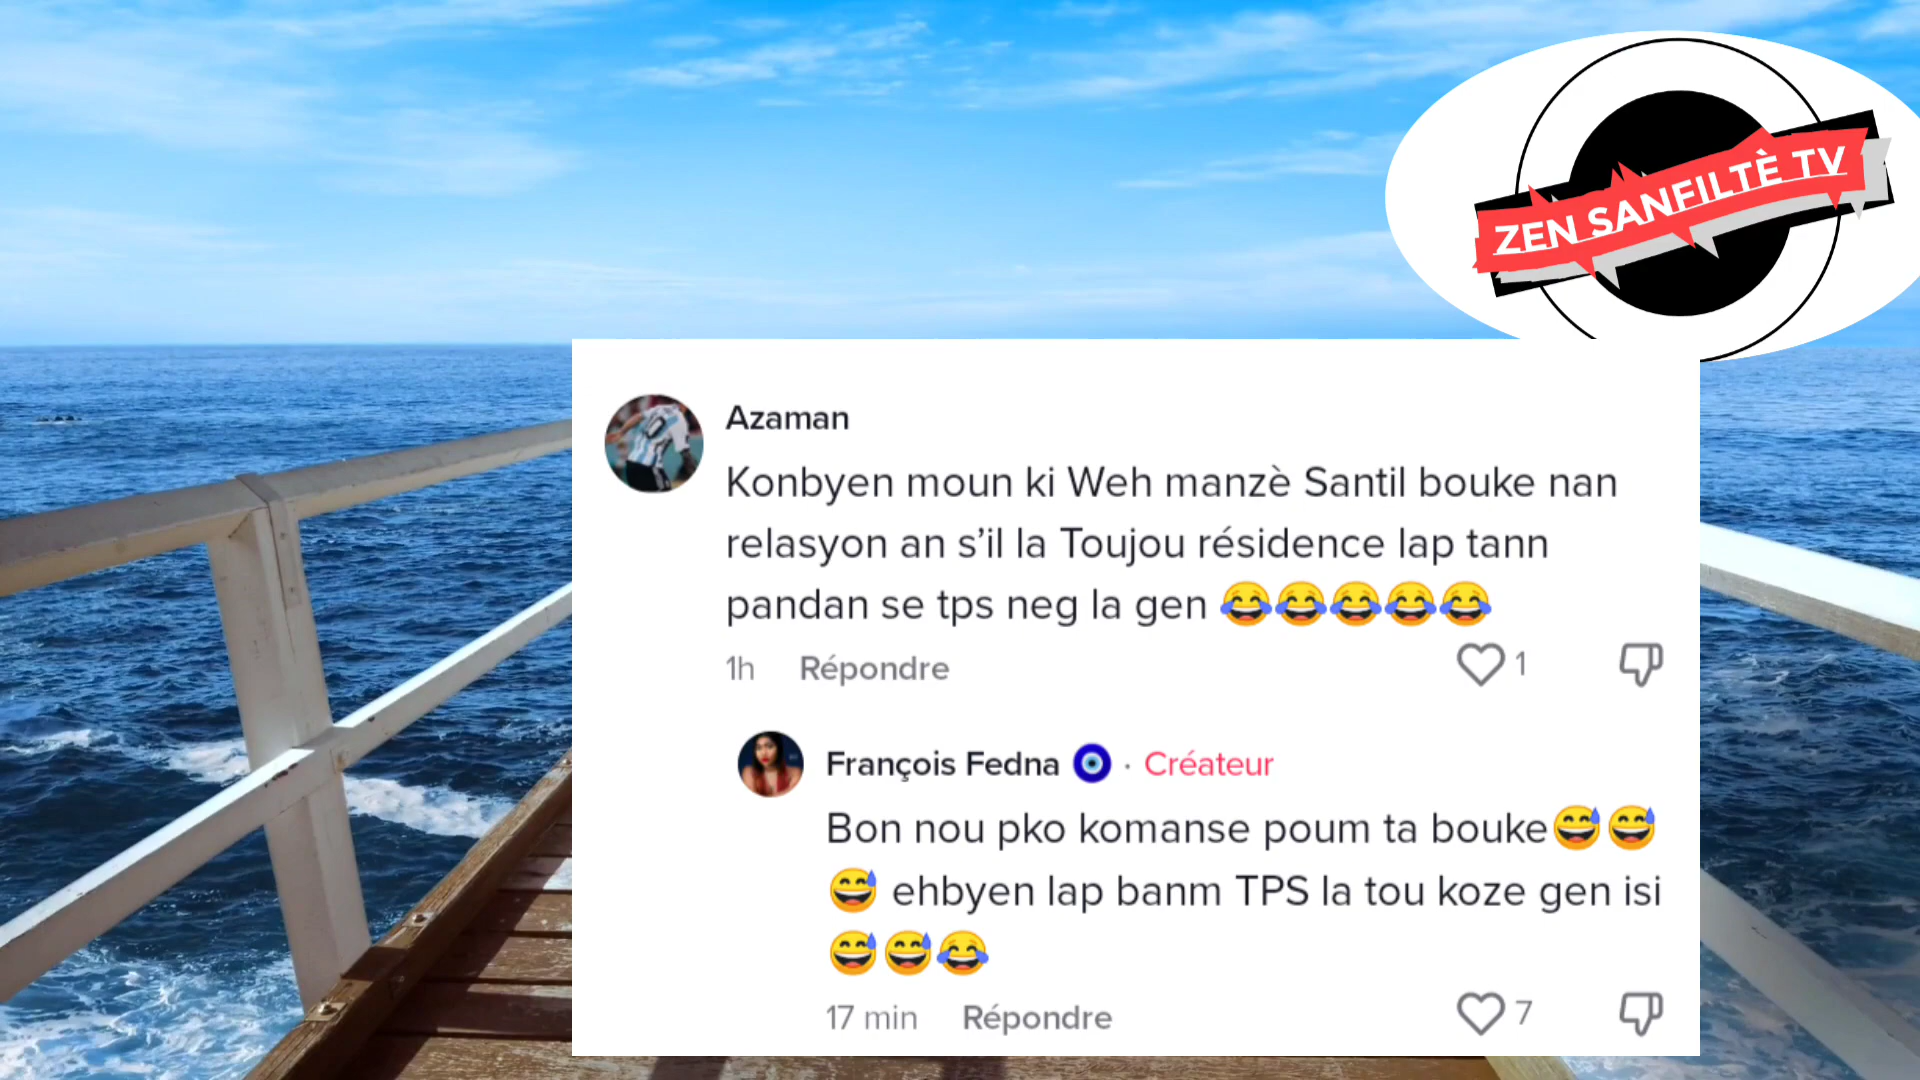 ZEN SANFILTÈ TV
Azaman
Konbyen moun ki Weh manzè Santil bouke nan
relasyon an s'il la Toujou résidence lap tann
pandan se tps neg la gen 😂😂😂😂😂
1h Répondre 1
François Fedna 🧿 · Créateur
Bon nou pko komanse poum ta bouke😅😅
😅 ehbyen lap banm TPS la tou koze gen isi
😅😅😂
17 min Répondre 7